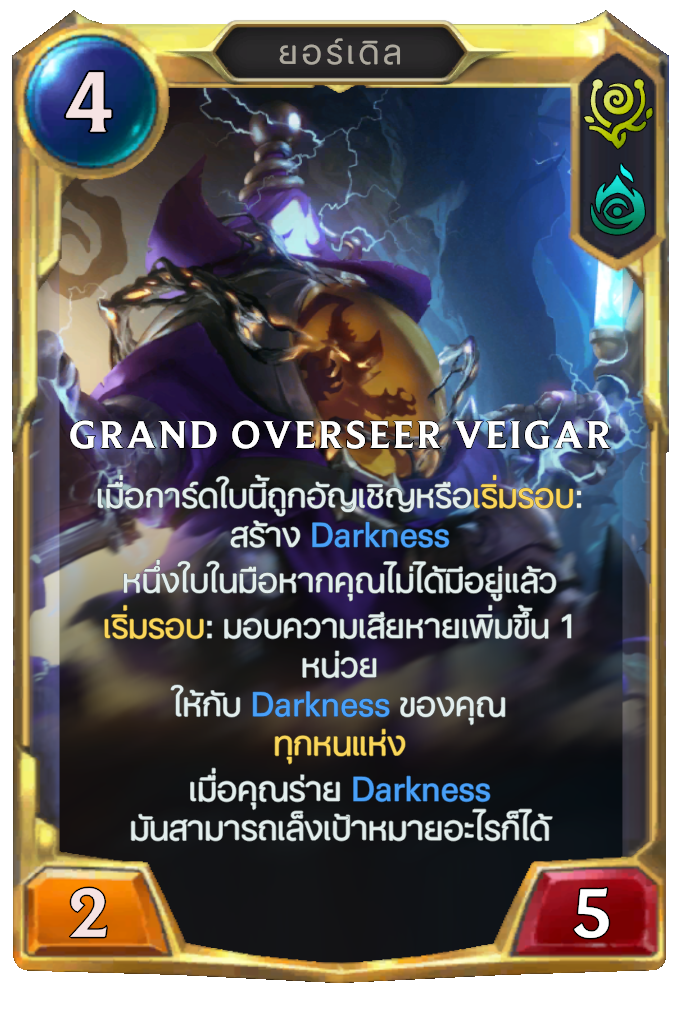 ยอร์เดิล
4
GRAND OVERSEER VEIGAR
เมื่อการ์ดใบนี้ถูกอัญเชิญหรือเริ่มรอบ:
สร้าง Darkness
หนึ่งใบในมือหากคุณไม่ได้มีอยู่แล้ว
เริ่มรอบ: มอบความเสียหายเพิ่มขึ้น 1
หน่วย
ให้กับ Darkness ของคุณ
ทุกหนแห่ง
เมื่อคุณร่าย Darkness
มันสามารถเล็งเป้าหมายอะไรก็ได้
2
5